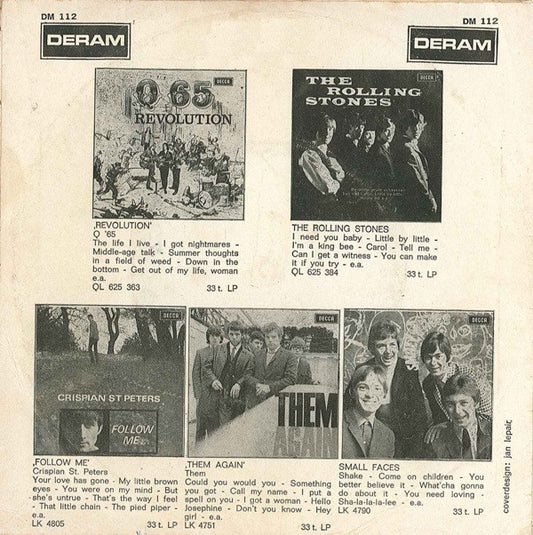 DM 112
DM 112
DERAM
DERAM
Q 65
DECCA
REVOLUTION
THE
ROLLING
STONES
DECCA
‚REVOLUTION'
Q '65
The life I live - I got nightmares -
Middle-age talk - Summer thoughts
in a field of weed - Down in the
bottom - Get out of my life, woman
e.a.
QL 625 363 33 t. LP
THE ROLLING STONES
I need you baby - Little by little -
I'm a king bee - Carol - Tell me -
Can I get a witness - You can make
it if you try - e.a.
QL 625 384 33 t. LP
DECCA
CRISPIAN ST PETERS
FOLLOW
ME...
DECCA
THEM
AGAIN
DECCA
‚FOLLOW ME'
Crispian St. Peters
Your love has gone - My little brown
eyes - You were on my mind - But
she's untrue - That's the way I feel
- That little chain - The pied piper -
e.a.
LK 4805 33 t. LP
‚THEM AGAIN'
Them
Could you would you - Something
you got - Call my name - I put a
spell on you - I got a woman - Hello
Josephine - Don't you know - Hey
girl - e.a.
LK 4751 33 t. LP
SMALL FACES
Shake - Come on children - You
better believe it - What'cha gonna
do about it - You need loving -
Sha-la-la-la-lee - e.a.
LK 4790 33 t. LP
coverdesign: jan lepair,